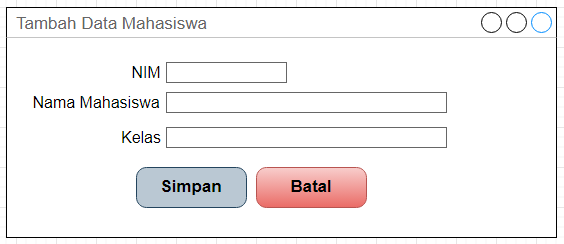 Tambah Data Mahasiswa
NIM
Nama Mahasiswa
Kelas
Simpan Batal